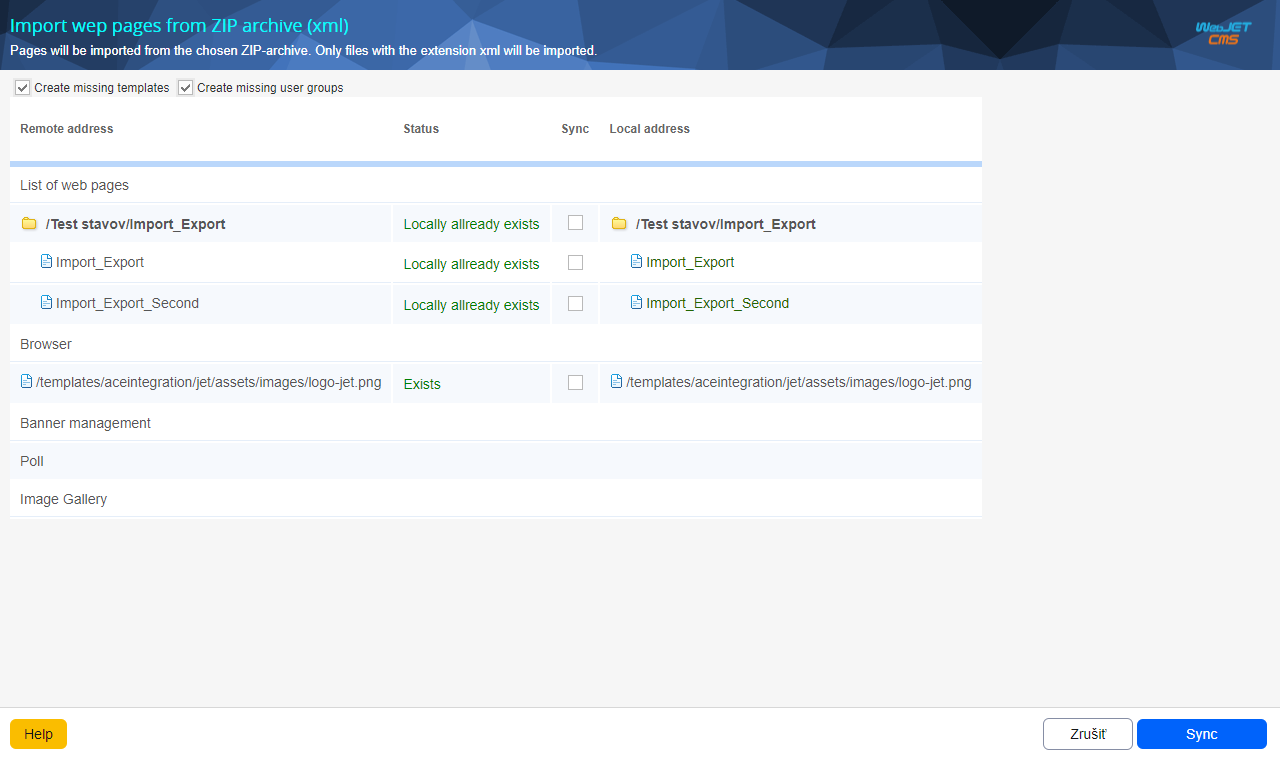 Import wep pages from ZIP archive (xml)
Pages will be imported from the chosen ZIP-archive. Only files with the extension xml will be imported.
WebJET
CMS
Create missing templates Create missing user groups
Remote address Status Sync Local address
List of web pages
/Test stavov/Import_Export Locally allready exists /Test stavov/Import_Export
Import_Export Locally allready exists Import_Export
Import_Export_Second Locally allready exists Import_Export_Second
Browser
/templates/aceintegration/jet/assets/images/logo-jet.png Exists /templates/aceintegration/jet/assets/images/logo-jet.png
Banner management
Poll
Image Gallery
Help Zrušiť Sync